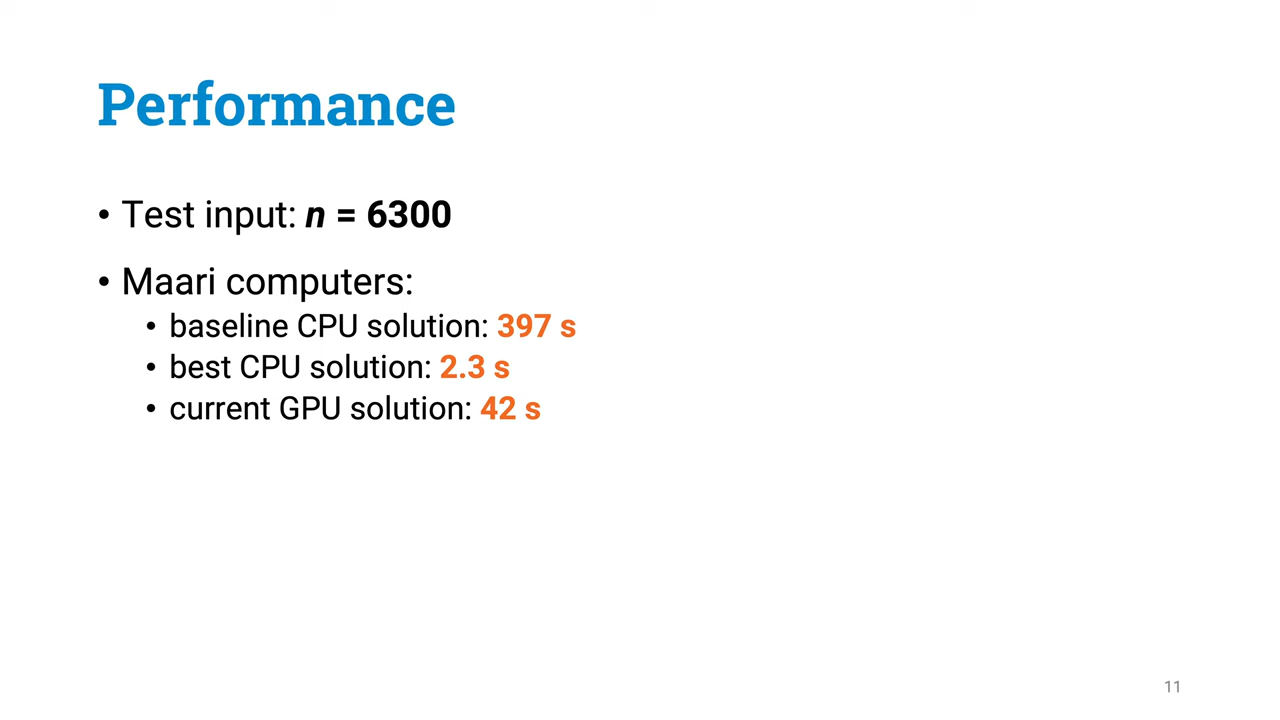 Performance
• Test input: n = 6300
• Maari computers:
• baseline CPU solution: 397 s
• best CPU solution: 2.3 s
• current GPU solution: 42 s
11